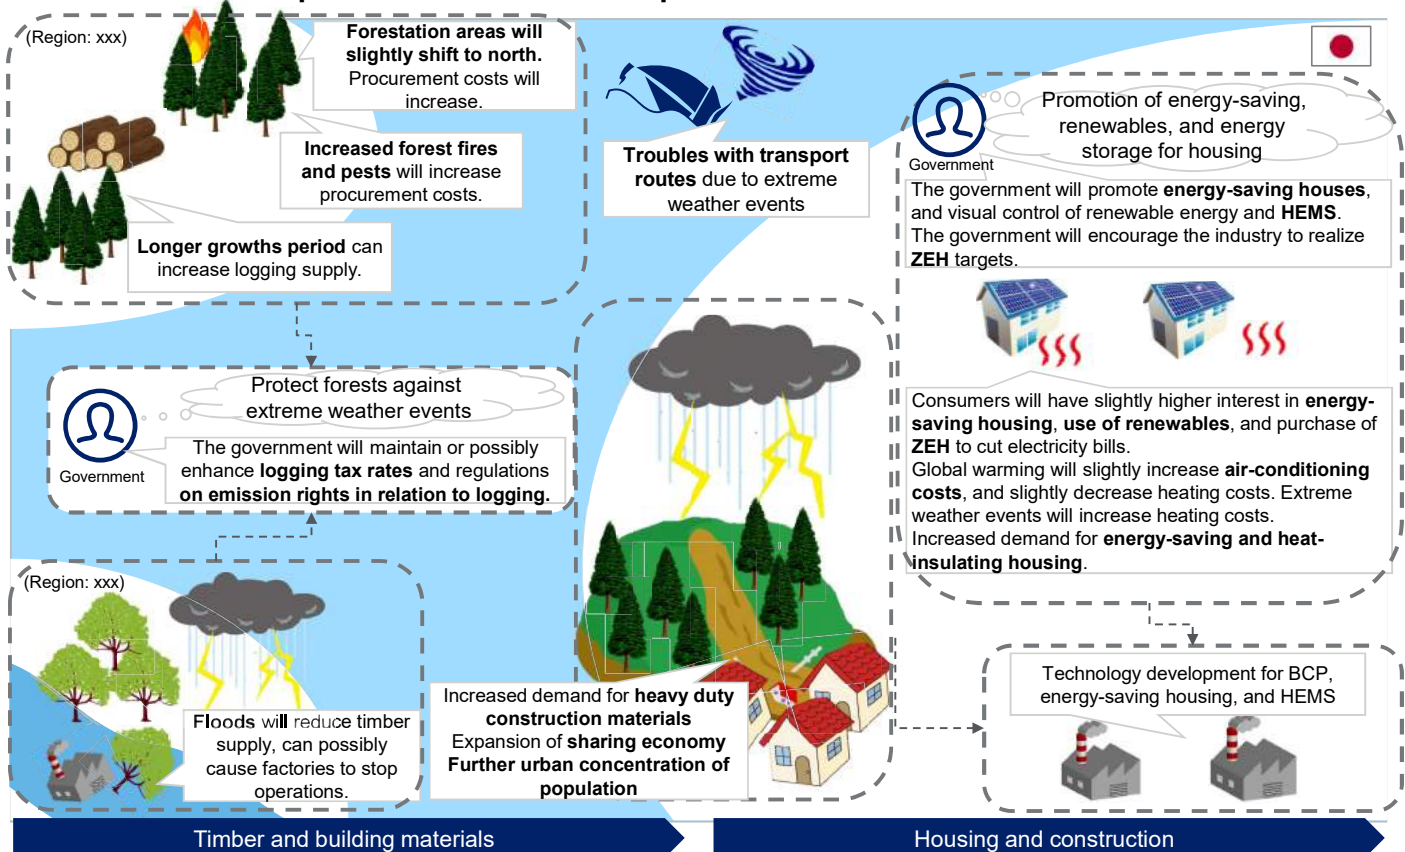 (Region: xxx)
Forestation areas will
slightly shift to north.
Procurement costs will
increase.
Increased forest fires
and pests will increase
procurement costs.
Longer growths period can
increase logging supply.
Troubles with transport
routes due to extreme
weather events
Government
Promotion of energy-saving,
renewables, and energy
storage for housing
The government will promote energy-saving houses,
and visual control of renewable energy and HEMS.
The government will encourage the industry to realize
ZEH targets.
Government
Protect forests against
extreme weather events
The government will maintain or possibly
enhance logging tax rates and regulations
on emission rights in relation to logging.
Consumers will have slightly higher interest in energy-
saving housing, use of renewables, and purchase of
ZEH to cut electricity bills.
Global warming will slightly increase air-conditioning
costs, and slightly decrease heating costs. Extreme
weather events will increase heating costs.
Increased demand for energy-saving and heat-
insulating housing.
(Region: xxx)
Floods will reduce timber
supply, can possibly
cause factories to stop
operations.
Increased demand for heavy duty
construction materials
Expansion of sharing economy
Further urban concentration of
population
Technology development for BCP,
energy-saving housing, and HEMS
Timber and building materials
Housing and construction